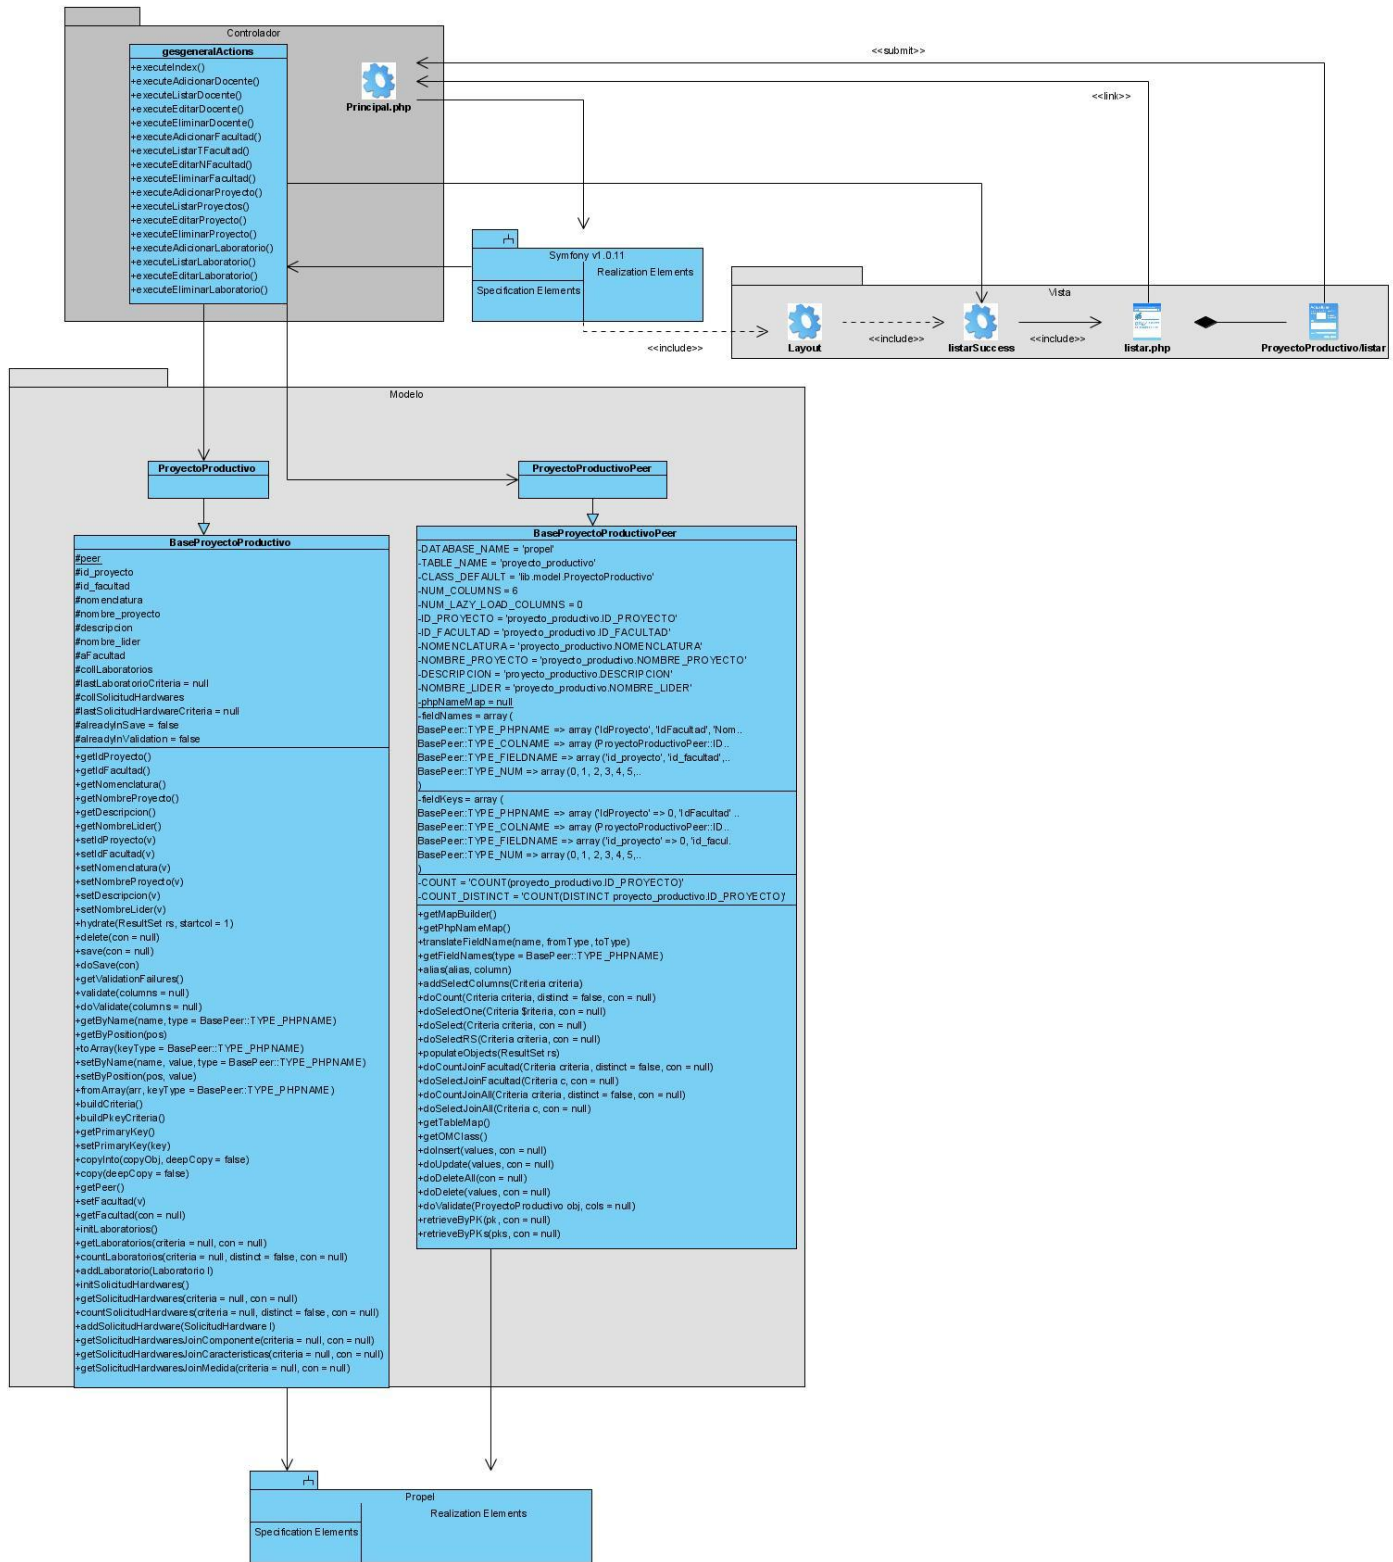 Controlador
gesgeneralActions
+executeIndex()
+executeAdicionarDocente()
+executeListarDocente()
+executeEditarDocente()
+executeEliminarDocente()
+executeAdicionarFacultad()
+executeListarTFacultad()
+executeEditarNFacultad()
+executeEliminarFacultad()
+executeAdicionarProyecto()
+executeListarProyectos()
+executeEditarProyecto()
+executeEliminarProyecto()
+executeAdicionarLaboratorio()
+executeListarLaboratorio()
+executeEditarLaboratorio()
+executeEliminarLaboratorio()
Principal.php
<<submit>>
<<link>>
Symfony v1.0.11
Realization Elements
Specification Elements
<<include>>
Vista
Layout
<<include>>
listarSuccess
<<include>>
listar.php
ProyectoProductivo/listar
Modelo
ProyectoProductivo
ProyectoProductivoPeer
BaseProyectoProductivo
#peer
#id_proyecto
#id_facultad
#nomenclatura
#nombre_proyecto
#descripcion
#nombre_lider
#aFacultad
#collLaboratorios
#lastLaboratorioCriteria = null
#collSolicitudHardwares
#lastSolicitudHardwareCriteria = null
#alreadyInSave = false
#alreadyInValidation = false
+getIdProyecto()
+getIdFacultad()
+getNomenclatura()
+getNombreProyecto()
+getDescripcion()
+getNombreLider()
+setIdProyecto(v)
+setIdFacultad(v)
+setNomenclatura(v)
+setNombreProyecto(v)
+setDescripcion(v)
+setNombreLider(v)
+hydrate(ResultSet rs, startcol = 1)
+delete(con = null)
+save(con = null)
+doSave(con)
+getValidationFailures()
+validate(columns = null)
+doValidate(columns = null)
+getByName(name, type = BasePeer::TYPE_PHPNAME)
+getByPosition(pos)
+toArray(keyType = BasePeer::TYPE_PHPNAME)
+setByName(name, value, type = BasePeer::TYPE_PHPNAME)
+setByPosition(pos, value)
+fromArray(arr, keyType = BasePeer::TYPE_PHPNAME)
+buildCriteria()
+buildPkeyCriteria()
+getPrimaryKey()
+setPrimaryKey(key)
+copyInto(copyObj, deepCopy = false)
+copy(deepCopy = false)
+getPeer()
+setFacultad(v)
+getFacultad(con = null)
+initLaboratorios()
+getLaboratorios(criteria = null, con = null)
+countLaboratorios(criteria = null, distinct = false, con = null)
+addLaboratorio(Laboratorio l)
+initSolicitudHardwares()
+getSolicitudHardwares(criteria = null, con = null)
+countSolicitudHardwares(criteria = null, distinct = false, con = null)
+addSolicitudHardware(SolicitudHardware l)
+getSolicitudHardwaresJoinComponente(criteria = null, con = null)
+getSolicitudHardwaresJoinCaracteristicas(criteria = null, con = null)
+getSolicitudHardwaresJoinMedida(criteria = null, con = null)
BaseProyectoProductivoPeer
-DATABASE_NAME = 'propel'
-TABLE_NAME = 'proyecto_productivo'
-CLASS_DEFAULT = 'lib.model.ProyectoProductivo'
-NUM_COLUMNS = 6
-NUM_LAZY_LOAD_COLUMNS = 0
-ID_PROYECTO = 'proyecto_productivo.ID_PROYECTO'
-ID_FACULTAD = 'proyecto_productivo.ID_FACULTAD'
-NOMENCLATURA = 'proyecto_productivo.NOMENCLATURA'
-NOMBRE_PROYECTO = 'proyecto_productivo.NOMBRE_PROYECTO'
-DESCRIPCION = 'proyecto_productivo.DESCRIPCION'
-NOMBRE_LIDER = 'proyecto_productivo.NOMBRE_LIDER'
-phpNameMap = null
-fieldNames = array (
BasePeer::TYPE_PHPNAME => array ('IdProyecto', 'IdFacultad', 'Nom..
BasePeer::TYPE_COLNAME => array (ProyectoProductivoPeer::ID..
BasePeer::TYPE_FIELDNAME => array ('id_proyecto', 'id_facultad',..
BasePeer::TYPE_NUM => array (0, 1, 2, 3, 4, 5,..
)
-fieldKeys = array (
BasePeer::TYPE_PHPNAME => array ('IdProyecto' => 0, 'IdFacultad' ..
BasePeer::TYPE_COLNAME => array (ProyectoProductivoPeer::ID..
BasePeer::TYPE_FIELDNAME => array ('id_proyecto' => 0, 'id_facul.
BasePeer::TYPE_NUM => array (0, 1, 2, 3, 4, 5,..
)
-COUNT = 'COUNT(proyecto_productivo.ID_PROYECTO)'
-COUNT_DISTINCT = 'COUNT(DISTINCT proyecto_productivo.ID_PROYECTO)'
+getMapBuilder()
+getPhpNameMap()
+translateFieldName(name, fromType, toType)
+getFieldNames(type = BasePeer::TYPE_PHPNAME)
+alias(alias, column)
+addSelectColumns(Criteria criteria)
+doCount(Criteria criteria, distinct = false, con = null)
+doSelectOne(Criteria $riteria, con = null)
+doSelect(Criteria criteria, con = null)
+doSelectRS(Criteria criteria, con = null)
+populateObjects(ResultSet rs)
+doCountJoinFacultad(Criteria criteria, distinct = false, con = null)
+doSelectJoinFacultad(Criteria c, con = null)
+doCountJoinAll(Criteria criteria, distinct = false, con = null)
+doSelectJoinAll(Criteria c, con = null)
+getTableMap()
+getOMClass()
+doInsert(values, con = null)
+doUpdate(values, con = null)
+doDeleteAll(con = null)
+doDelete(values, con = null)
+doValidate(ProyectoProductivo obj, cols = null)
+retrieveByPK(pk, con = null)
+retrieveByPKs(pks, con = null)
Propel
Realization Elements
Specification Elements